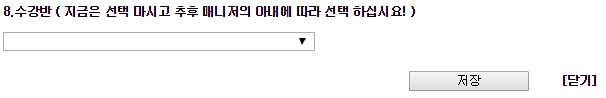 8.수강반 ( 지금은 선택 마시고 추후 매니저의 아내에 따라 선택 하십시요! )
저장 [닫기]